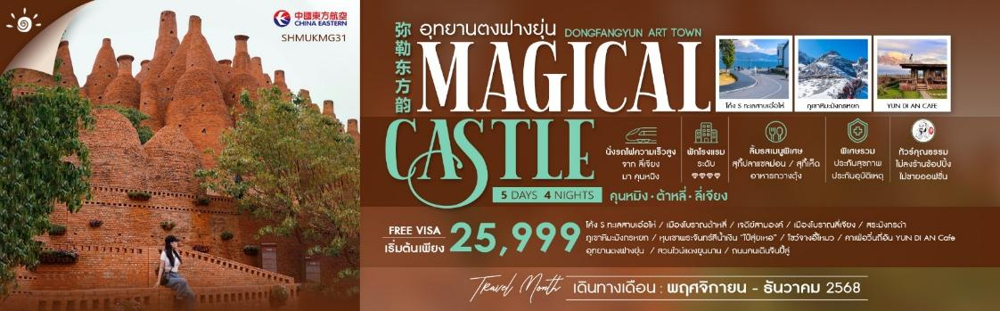 中國東方航空
CHINA EASTERN
SHMUKMG31
弥勒东方韵
อุทยานตงฟางยุ่น DONGFANGYUN ART TOWN
MAGICAL
CASTLE
5 DAYS 4 NIGHTS
คุนหมิง • ต้าหลี่ • ลี่เจียง
โค้ง S ทะเลสาบเอ๋อไห่
ภูเขาหิมะมังกรหยก
YUN DI AN CAFE
นั่งรถไฟความเร็วสูง
จาก ลี่เจียง
มา คุนหมิง
พักโรงแรม
ระดับ
ลิ้มรสเมนูพิเศษ
สุกี้ปลาแซลม่อน / สุกี้เห็ด
อาหารกวางตุ้ง
พิเศษรวม
ประกันสุขภาพ
ประกันอุบัติเหตุ
ทัวร์คุณธรรม
ไม่ลงร้านช้อปปิ้ง
ไม่ขายออฟชั่น
FREE VISA
เริ่มต้นเพียง
25,999
โค้ง S ทะเลสาบเอ๋อไห่ / เมืองโบราณต้าหลี่ / เจดีย์สามองค์ / เมืองโบราณลี่เจียง / สระมังกรดำ
ภูเขาหิมะมังกรหยก / หุบเขาพระจันทร์สีน้ำเงิน "ไป๋สุ่ยเหอ" / โชว์จางอี้โหมว / คาเฟ่อวิ๋นตี้อัน YUN DI AN Cafe
อุทยานตงฟางยุ่น / สวนไวน์แดงยูนนาน / ถนนคนเดินจินปี้ลู่
Travel Month เดินทางเดือน : พฤศจิกายน - ธันวาคม 2568